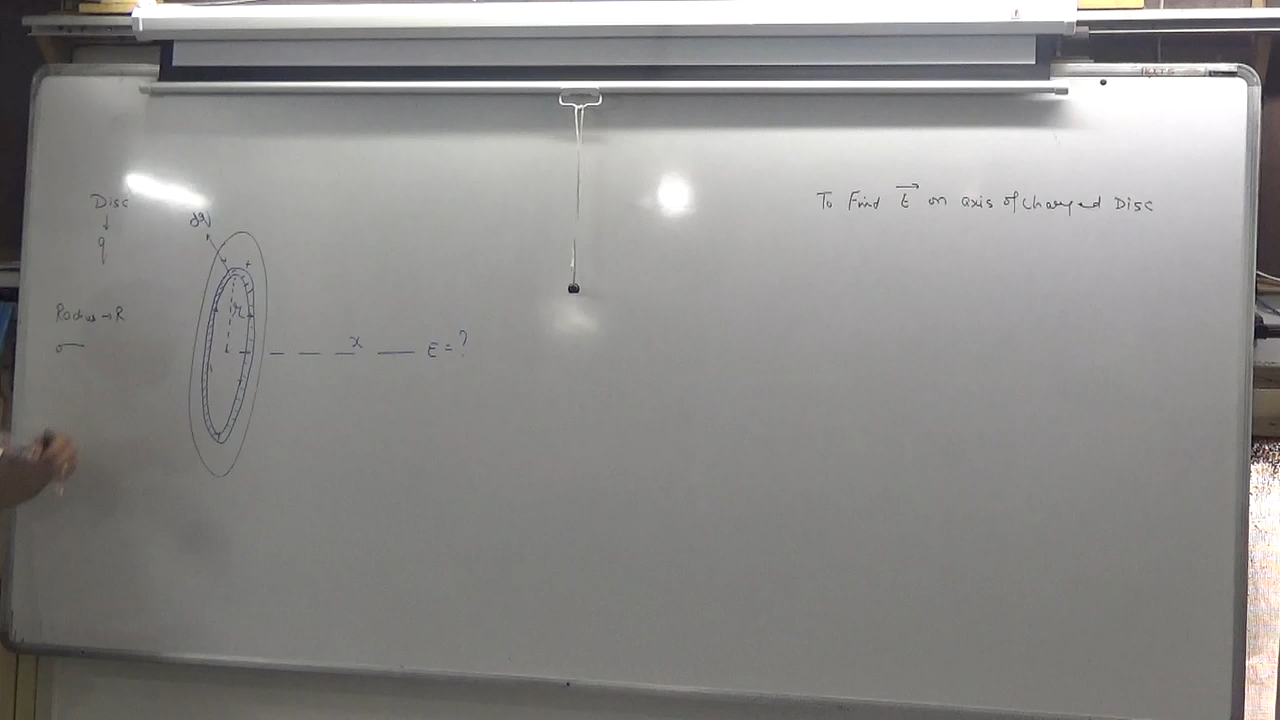 To Find E on axis of charged Disc
Disc
↓
q
dq
r
Radius → R
σ
x
E = ?